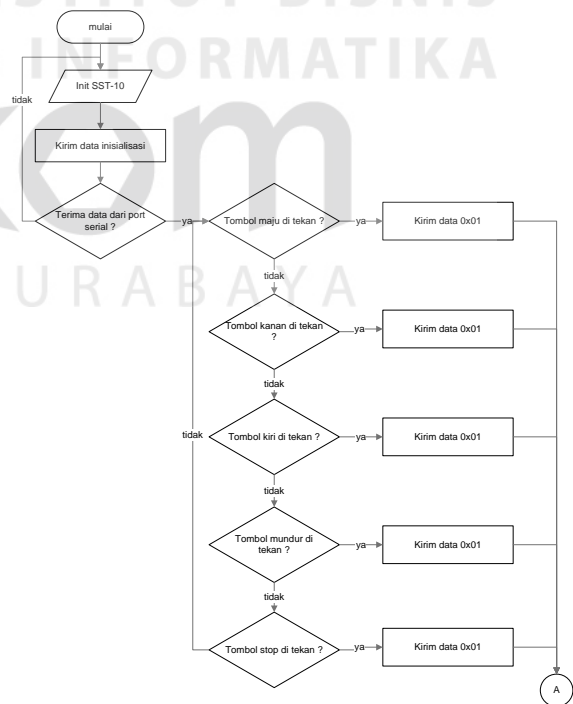 INSTITUT BISNIS
INFORMATIKA
kom
SURABAYA
mulai
Init SST-10
tidak
Kirim data inisialisasi
Terima data dari port
serial ?
ya
Tombol maju di tekan ?
ya
Kirim data 0x01
tidak
Tombol kanan di tekan
?
ya
Kirim data 0x01
tidak
tidak
Tombol kiri di tekan ?
ya
Kirim data 0x01
tidak
Tombol mundur di
tekan ?
ya
Kirim data 0x01
tidak
Tombol stop di tekan ?
ya
Kirim data 0x01
A